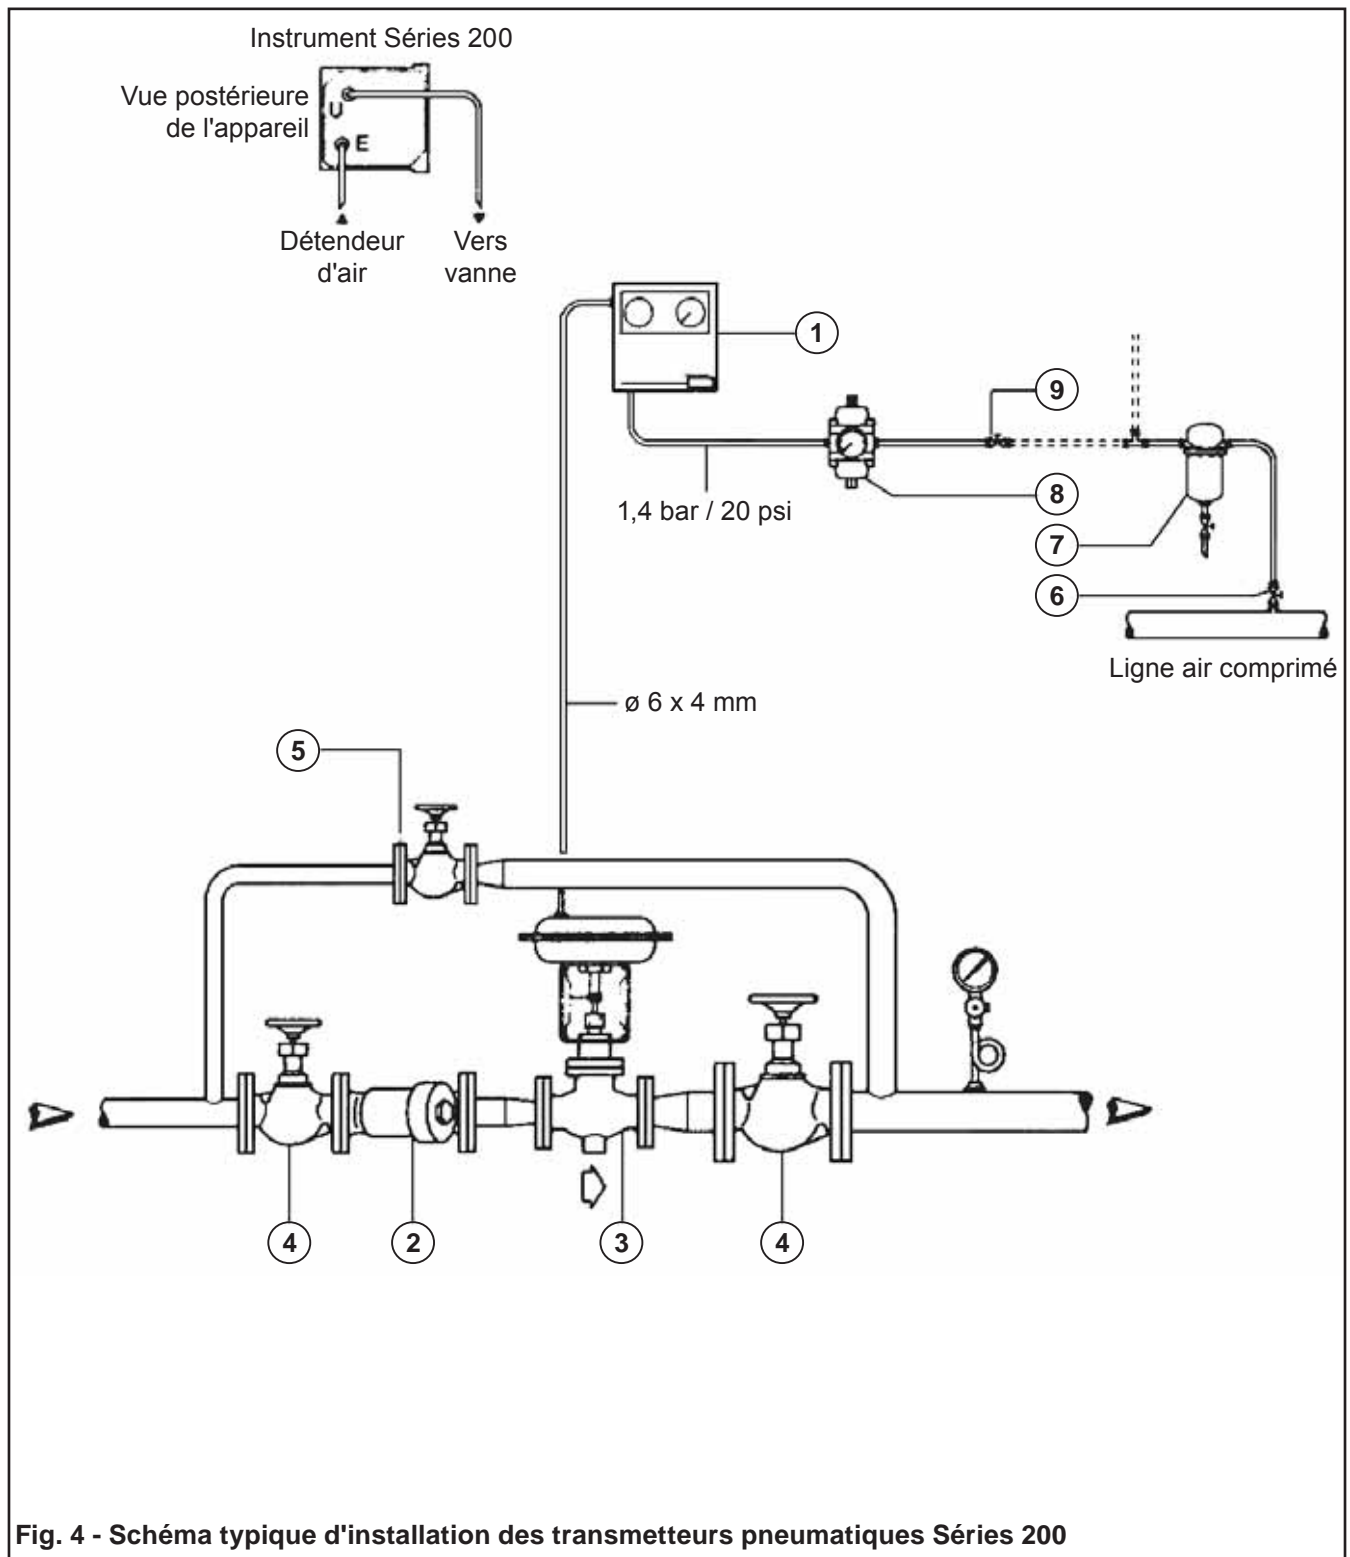 Instrument Séries 200
Vue postérieure
de l'appareil
U
E
Détendeur
d'air
Vers
vanne
1
9
8
1,4 bar / 20 psi
7
6
Ligne air comprimé
ø 6 x 4 mm
5
4
2
3
4
Fig. 4 - Schéma typique d'installation des transmetteurs pneumatiques Séries 200